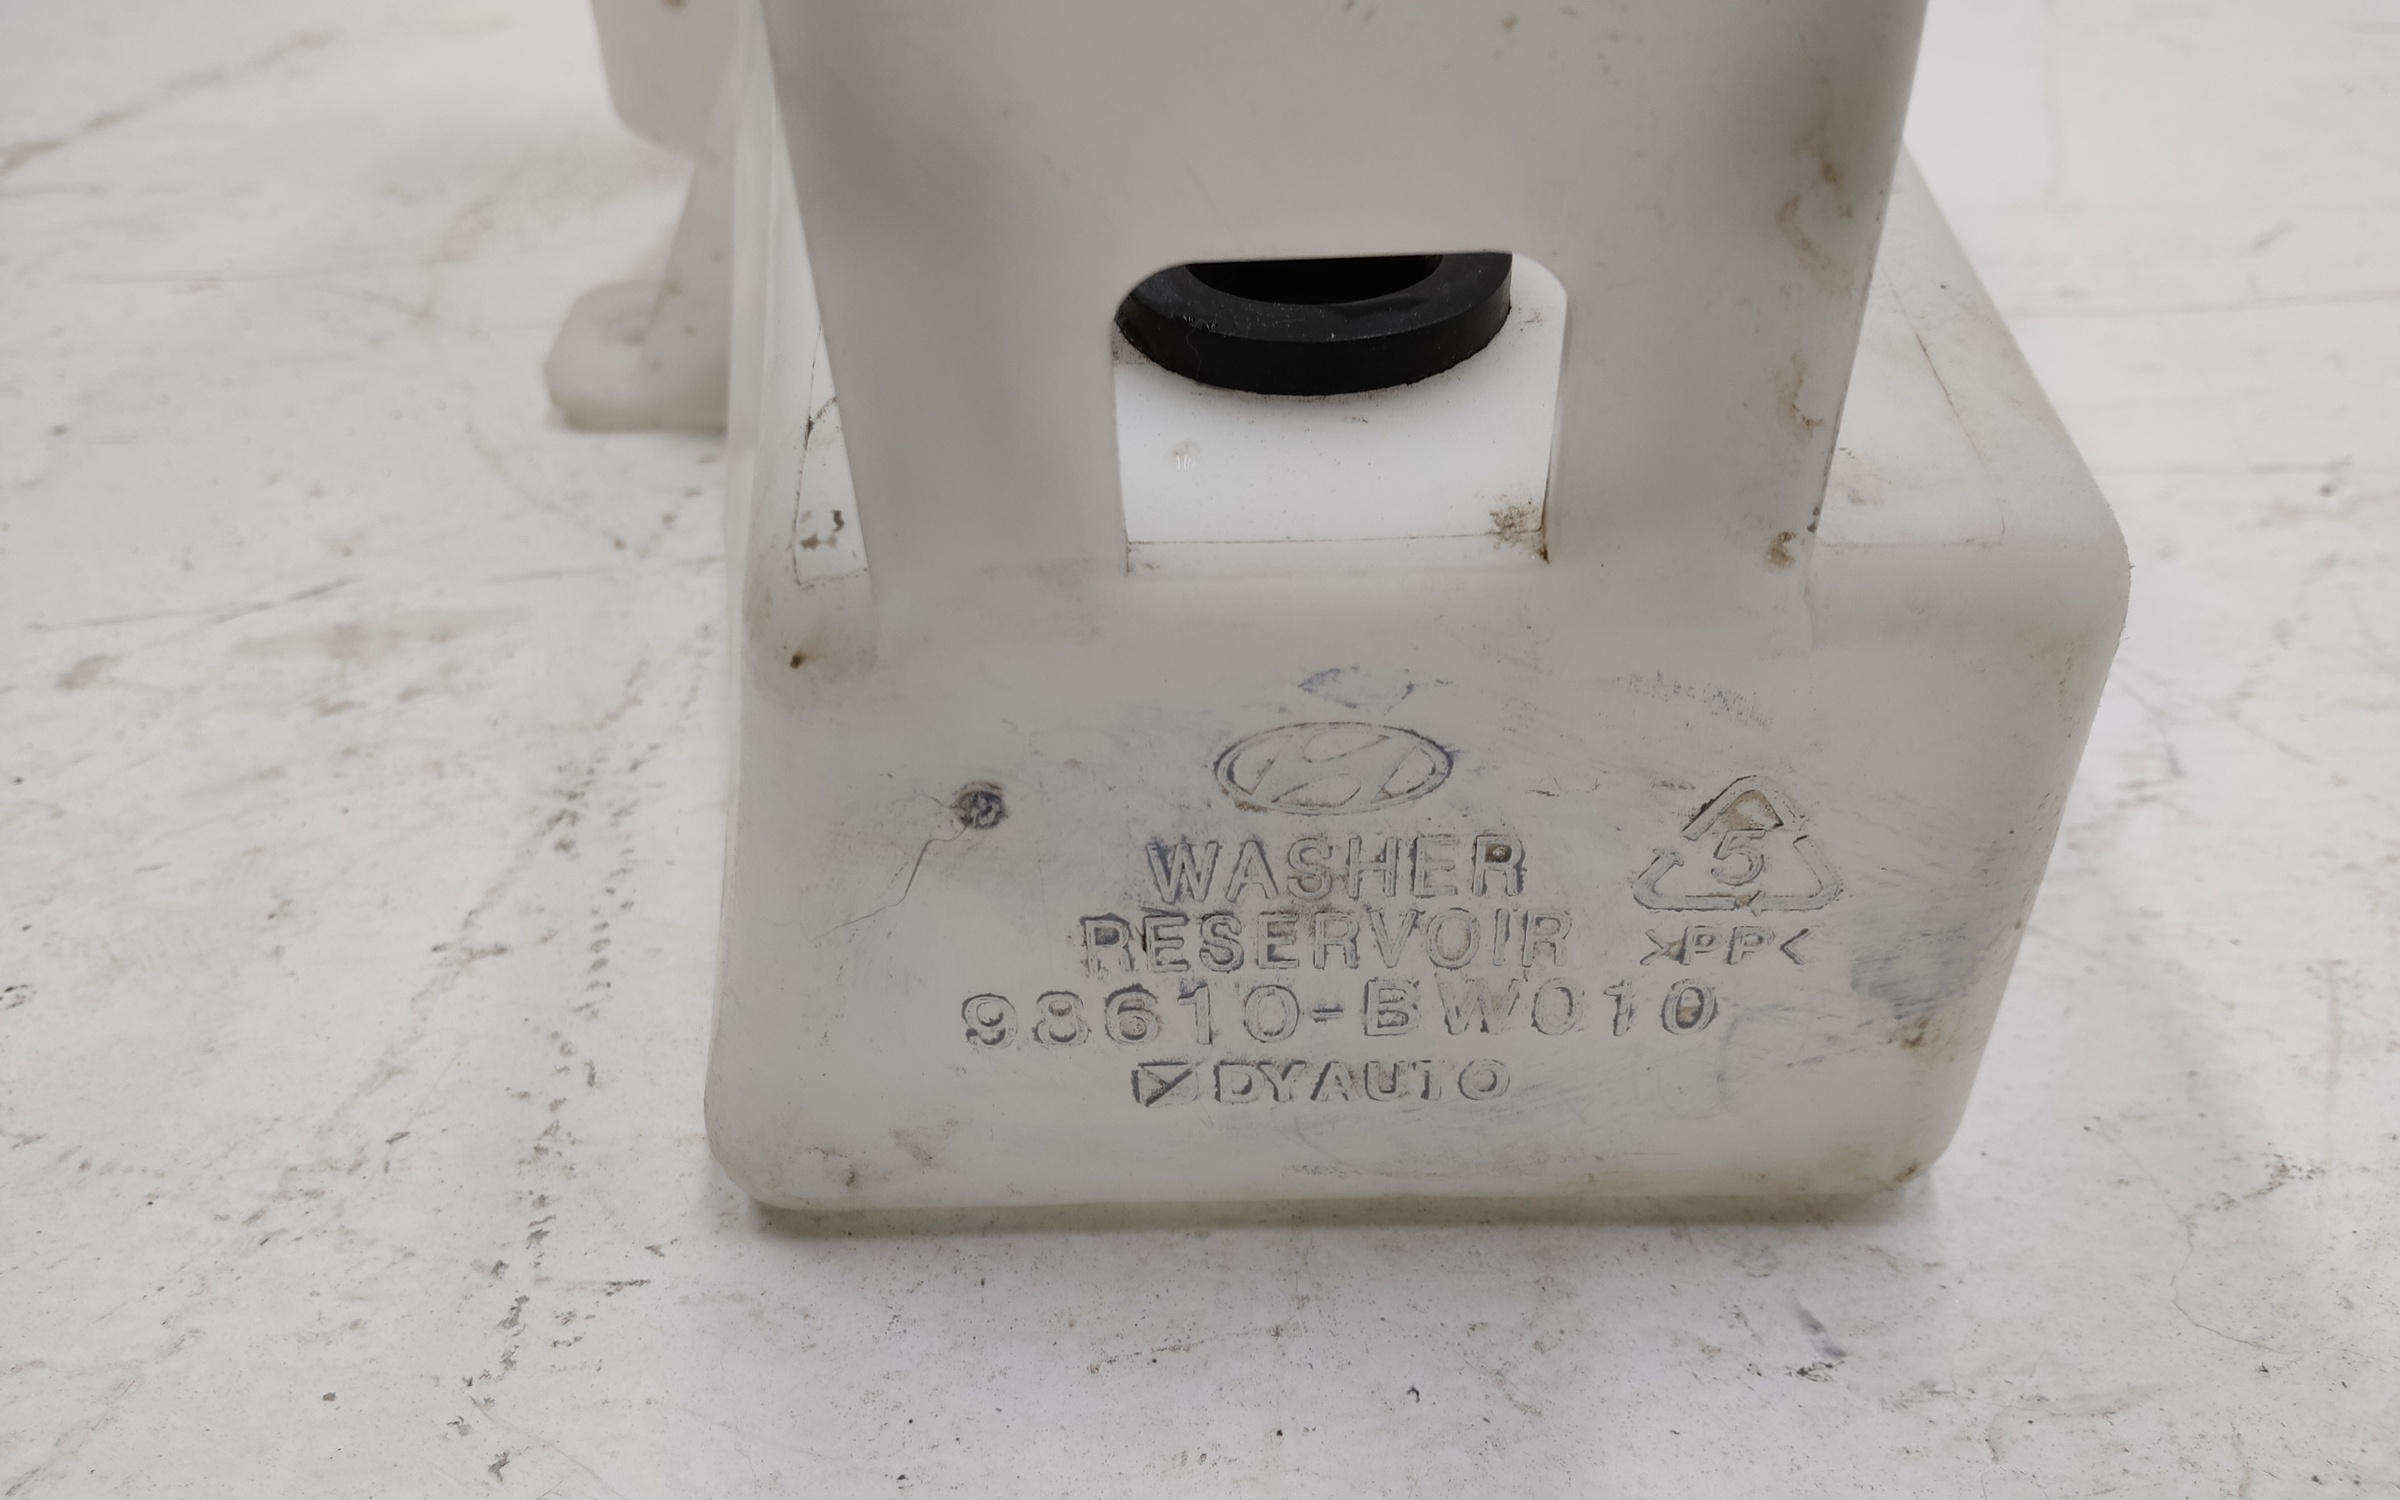 WASHER
RESERVOIR
98610-BW010
DYAUTO
5
>PP<